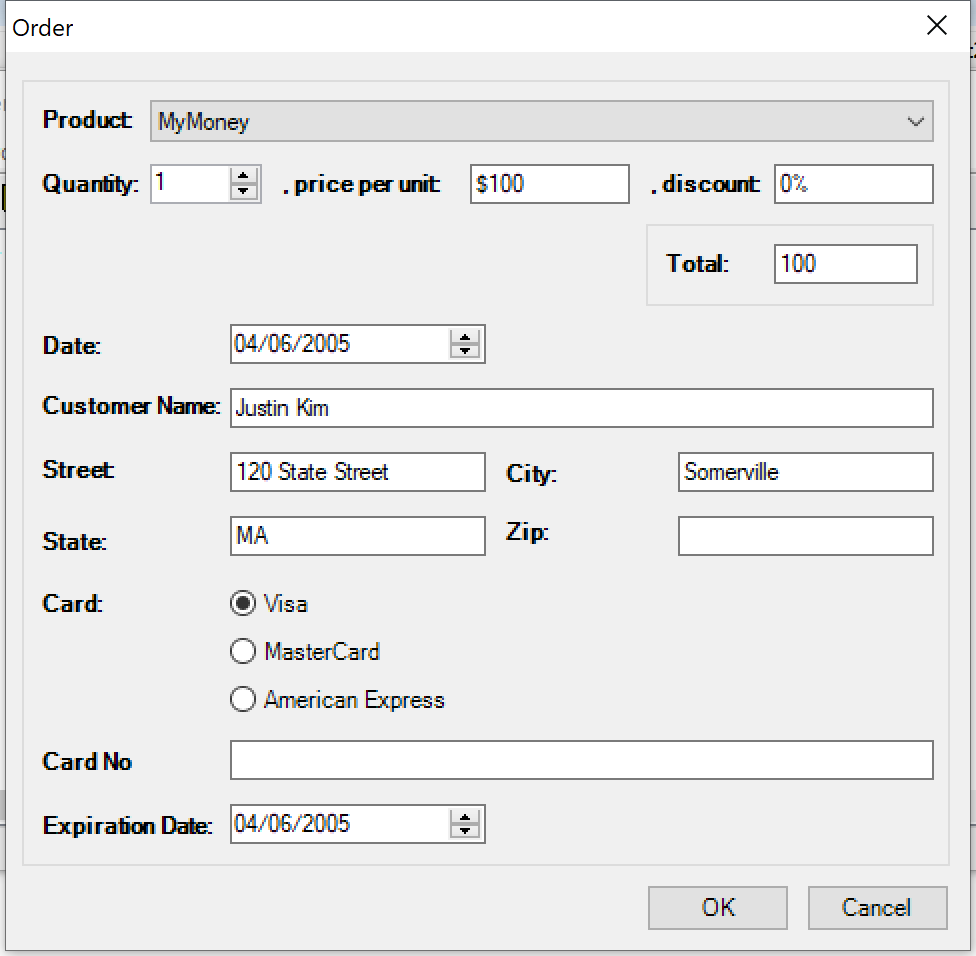 Order
Product: MyMoney
Quantity: 1 . price per unit: $100 . discount: 0%
Total: 100
Date: 04/06/2005
Customer Name: Justin Kim
Street: 120 State Street City: Somerville
State: MA Zip:
Card: Visa
MasterCard
American Express
Card No
Expiration Date: 04/06/2005
OK Cancel